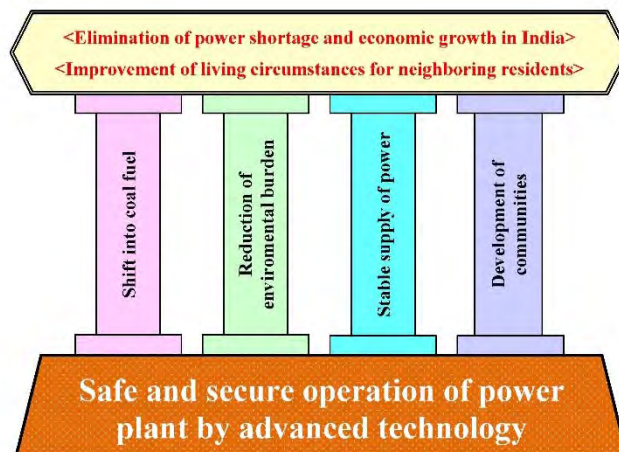 <Elimination of power shortage and economic growth in India>
<Improvement of living circumstances for neighboring residents>
Shift into coal fuel
Reduction of
enviromental burden
Stable supply of power
Development of
communities
Safe and secure operation of power
plant by advanced technology